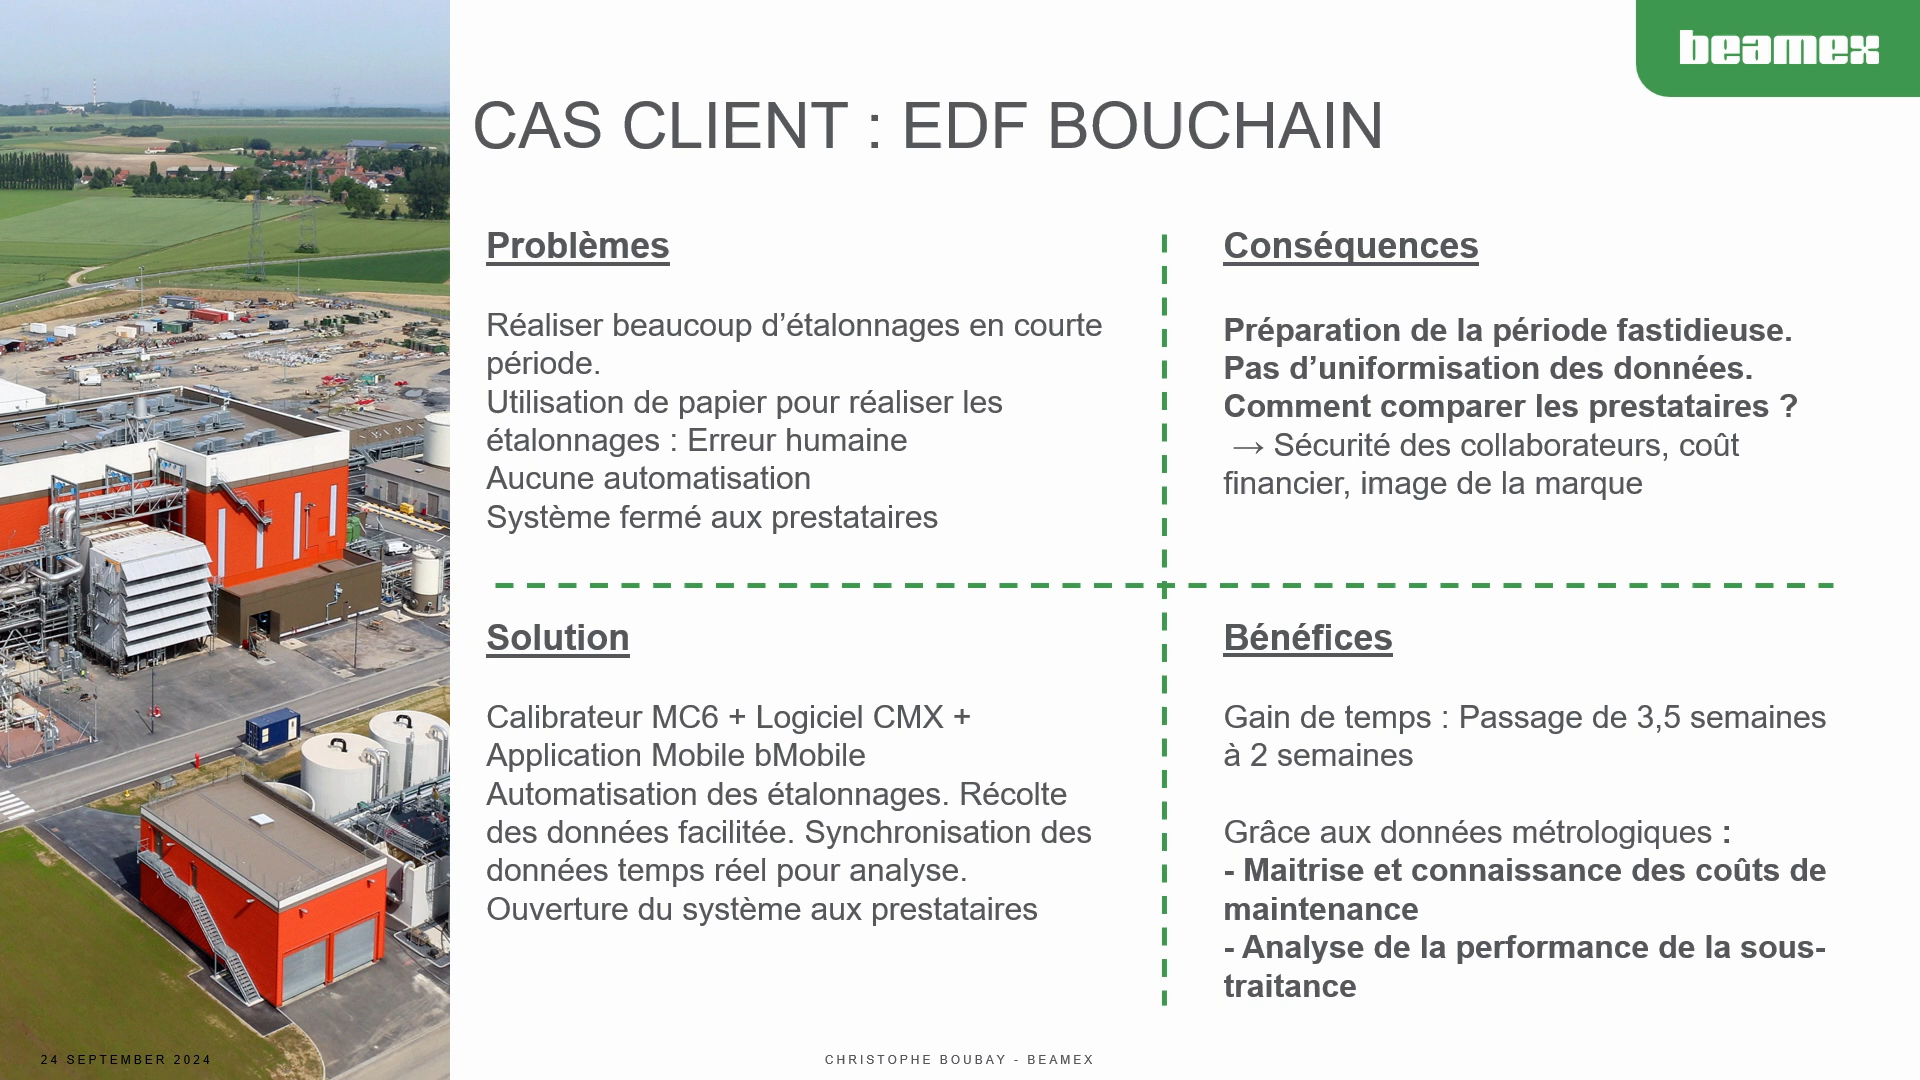 beamex
CAS CLIENT : EDF BOUCHAIN
Problèmes
Réaliser beaucoup d’étalonnages en courte
période.
Utilisation de papier pour réaliser les
étalonnages : Erreur humaine
Aucune automatisation
Système fermé aux prestataires
Conséquences
Préparation de la période fastidieuse.
Pas d’uniformisation des données.
Comment comparer les prestataires ?
→ Sécurité des collaborateurs, coût
financier, image de la marque
Solution
Calibrateur MC6 + Logiciel CMX +
Application Mobile bMobile
Automatisation des étalonnages. Récolte
des données facilitée. Synchronisation des
données temps réel pour analyse.
Ouverture du système aux prestataires
Bénéfices
Gain de temps : Passage de 3,5 semaines
à 2 semaines
Grâce aux données métrologiques :
- Maitrise et connaissance des coûts de
maintenance
- Analyse de la performance de la sous-
traitance
24 SEPTEMBER 2024
CHRISTOPHE BOUBAY - BEAMEX